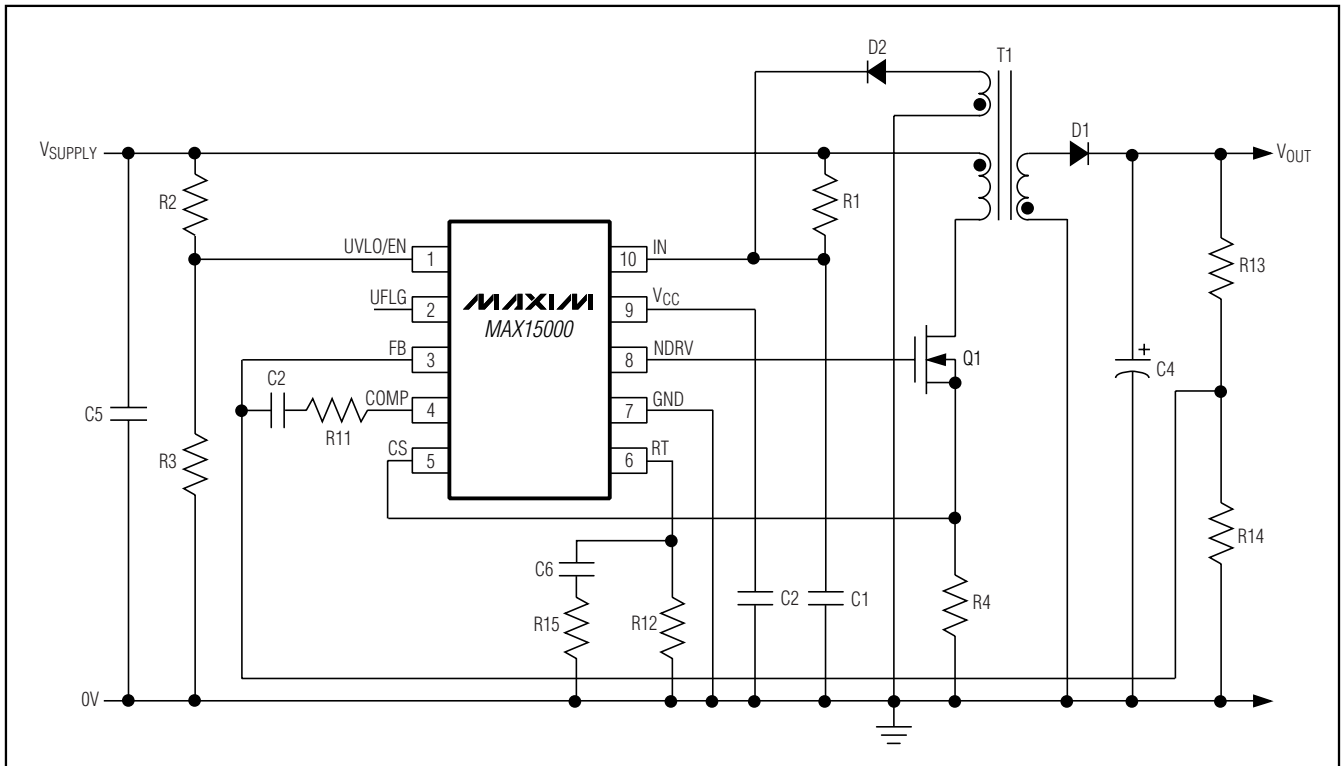 D2
T1
D1
VSUPPLY
VOUT
R2
R1
R13
UVLO/EN 1
10 IN
UFLG 2
MAXIM
MAX15000
9 VCC
FB 3
8 NDRV
Q1
+
C4
C2
COMP 4
7 GND
C5
R11
R3
CS 5
6 RT
R14
C6
C2
C1
R4
R15
R12
0V